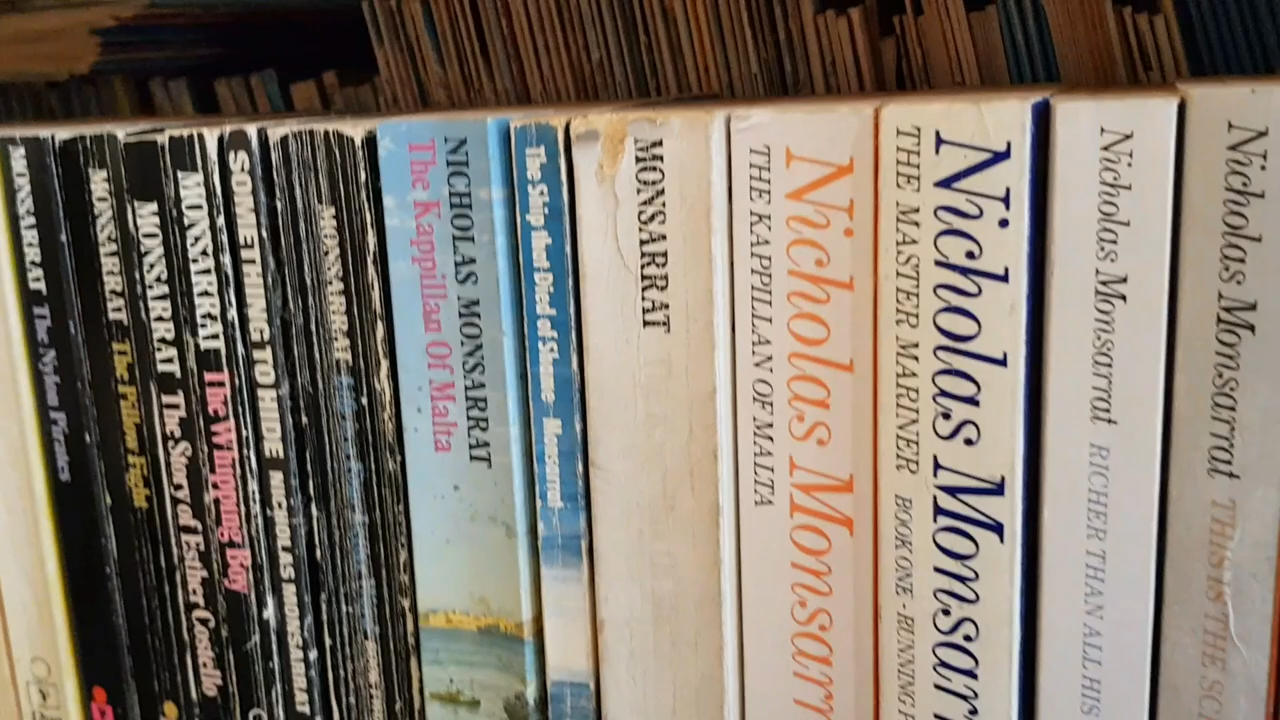 MONSARRAT The Nylon Pirates
MONSARRAT The Pillow Fight
MONSARRAT The Story of Esther Costello
MONSARRAT The Whipping Boy
SOMETHING TO HIDE NICHOLAS MONSARRAT
MONSARRAT
NICHOLAS MONSARRAT
The Kappillan Of Malta
The Ship that Died of Shame Monsarrat
MONSARRAT
Nicholas Monsarr
THE KAPPILLAN OF MALTA
Nicholas Monsar
THE MASTER MARINER BOOK ONE - RUNNING
Nicholas Monsarrat RICHER THAN ALL HIS
Nicholas Monsarrat THIS IS THE SC